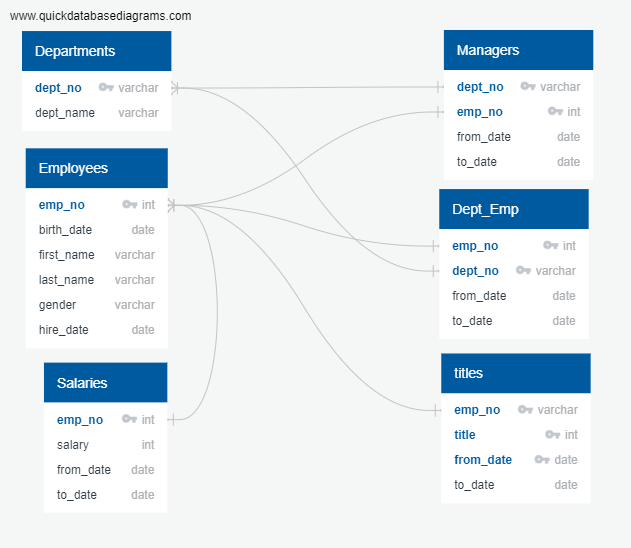 www.quickdatabasediagrams.com
Departments
dept_no varchar
dept_name varchar
Employees
emp_no int
birth_date date
first_name varchar
last_name varchar
gender varchar
hire_date date
Salaries
emp_no int
salary int
from_date date
to_date date
Managers
dept_no varchar
emp_no int
from_date date
to_date date
Dept_Emp
emp_no int
dept_no varchar
from_date date
to_date date
titles
emp_no varchar
title int
from_date date
to_date date